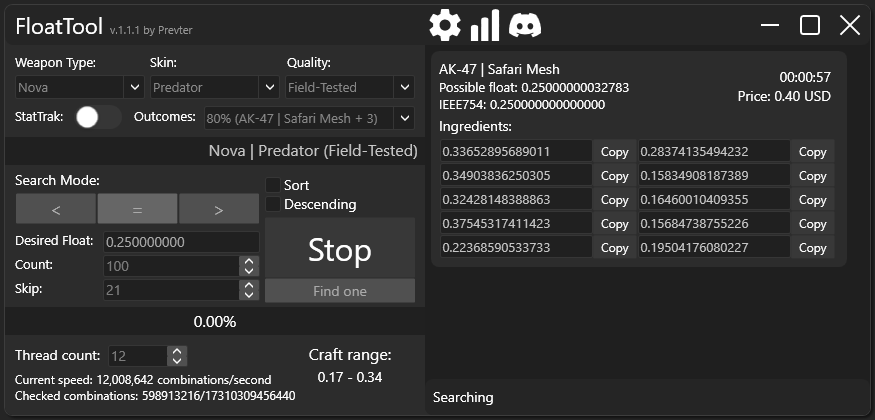 FloatTool v.1.1.1 by Prevter
Weapon Type: Skin: Quality:
Nova Predator Field-Tested
StatTrak: Outcomes: 80% (AK-47 | Safari Mesh + 3)
Nova | Predator (Field-Tested)
Search Mode:
< = >
Sort
Descending
Desired Float: 0.250000000
Count: 100
Skip: 21
Stop
Find one
0.00%
Thread count: 12
Current speed: 12,008,642 combinations/second
Checked combinations: 598913216/17310309456440
Craft range:
0.17 - 0.34
AK-47 | Safari Mesh
Possible float: 0.25000000032783
IEEE754: 0.250000000000000
00:00:57
Price: 0.40 USD
Ingredients:
0.33652895689011 Copy 0.28374135494232 Copy
0.34903836250305 Copy 0.15834908187389 Copy
0.32428148388863 Copy 0.16460010409355 Copy
0.37545317411423 Copy 0.15684738755226 Copy
0.22368590533733 Copy 0.19504176080227 Copy
Searching